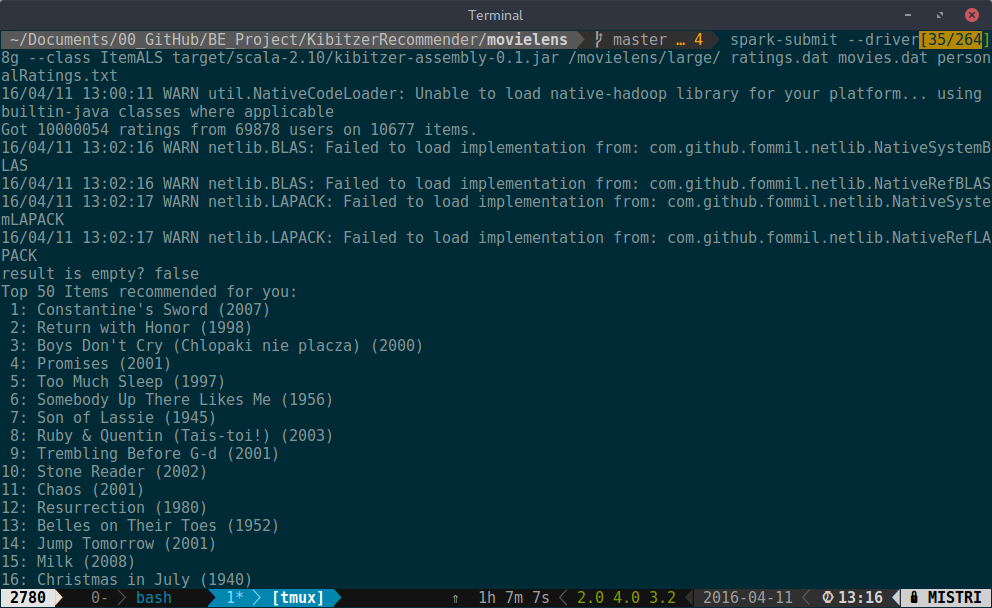 Terminal
~/Documents/00_GitHub/BE_Project/KibitzerRecommender/movielens master … 4 spark-submit --driver[35/264]
8g --class ItemALS target/scala-2.10/kibitzer-assembly-0.1.jar /movielens/large/ ratings.dat movies.dat person
alRatings.txt
16/04/11 13:00:11 WARN util.NativeCodeLoader: Unable to load native-hadoop library for your platform... using
builtin-java classes where applicable
Got 10000054 ratings from 69878 users on 10677 items.
16/04/11 13:02:16 WARN netlib.BLAS: Failed to load implementation from: com.github.fommil.netlib.NativeSystemB
LAS
16/04/11 13:02:16 WARN netlib.BLAS: Failed to load implementation from: com.github.fommil.netlib.NativeRefBLAS
16/04/11 13:02:17 WARN netlib.LAPACK: Failed to load implementation from: com.github.fommil.netlib.NativeSyste
mLAPACK
16/04/11 13:02:17 WARN netlib.LAPACK: Failed to load implementation from: com.github.fommil.netlib.NativeRefLA
PACK
result is empty? false
Top 50 Items recommended for you:
1: Constantine's Sword (2007)
2: Return with Honor (1998)
3: Boys Don't Cry (Chlopaki nie placza) (2000)
4: Promises (2001)
5: Too Much Sleep (1997)
6: Somebody Up There Likes Me (1956)
7: Son of Lassie (1945)
8: Ruby & Quentin (Tais-toi!) (2003)
9: Trembling Before G-d (2001)
10: Stone Reader (2002)
11: Chaos (2001)
12: Resurrection (1980)
13: Belles on Their Toes (1952)
14: Jump Tomorrow (2001)
15: Milk (2008)
16: Christmas in July (1940)
2780 0- bash 1* [tmux] ⇑ 1h 7m 7s 2.0 4.0 3.2 2016-04-11 13:16 MISTRI